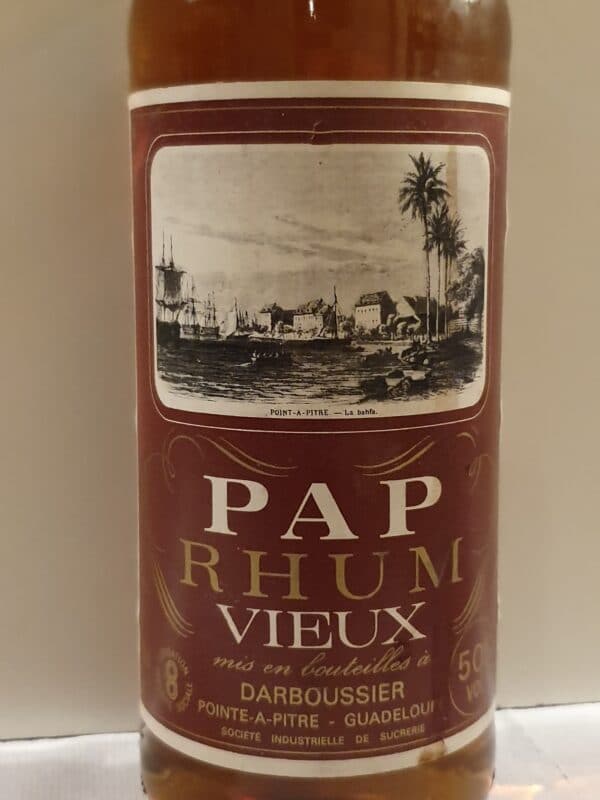 POINT-A-PITRE — La bahfa.
PAP
RHUM
VIEUX
mis en bouteilles à
DARBOUSSIER
POINTE-A-PITRE - GUADELOUP
SOCIÉTÉ INDUSTRIELLE DE SUCRERIE
8
50
VOL